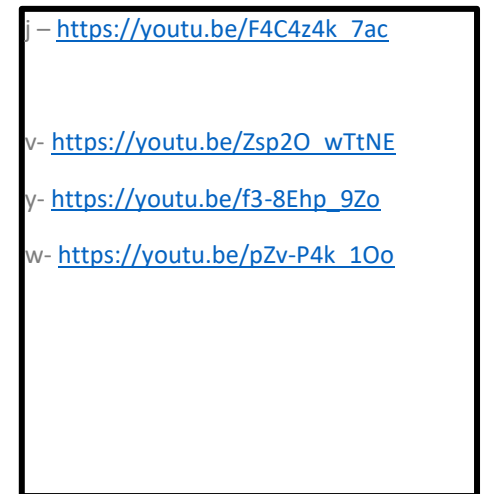 j – https://youtu.be/F4C4z4k_7ac
v- https://youtu.be/Zsp2O_wTtNE
y- https://youtu.be/f3-8Ehp_9Zo
w- https://youtu.be/pZv-P4k_1Oo